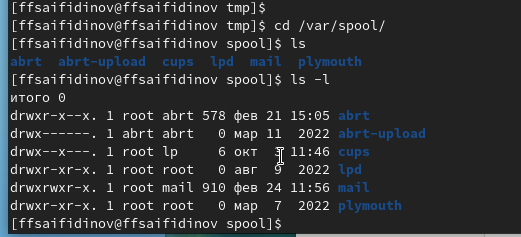 [ffsaifidinov@ffsaifidinov tmp]$
[ffsaifidinov@ffsaifidinov tmp]$ cd /var/spool/
[ffsaifidinov@ffsaifidinov spool]$ ls
abrt abrt-upload cups lpd mail plymouth
[ffsaifidinov@ffsaifidinov spool]$ ls -l
итого 0
drwxr-x--x. 1 root abrt 578 фев 21 15:05 abrt
drwx------. 1 abrt abrt 0 мар 11 2022 abrt-upload
drwx--x---. 1 root lp 6 окт 11:46 cups
drwxr-xr-x. 1 root root 0 авг 9 2022 lpd
drwxrwxr-x. 1 root mail 910 фев 24 11:56 mail
drwxr-xr-x. 1 root root 0 мар 7 2022 plymouth
[ffsaifidinov@ffsaifidinov spool]$